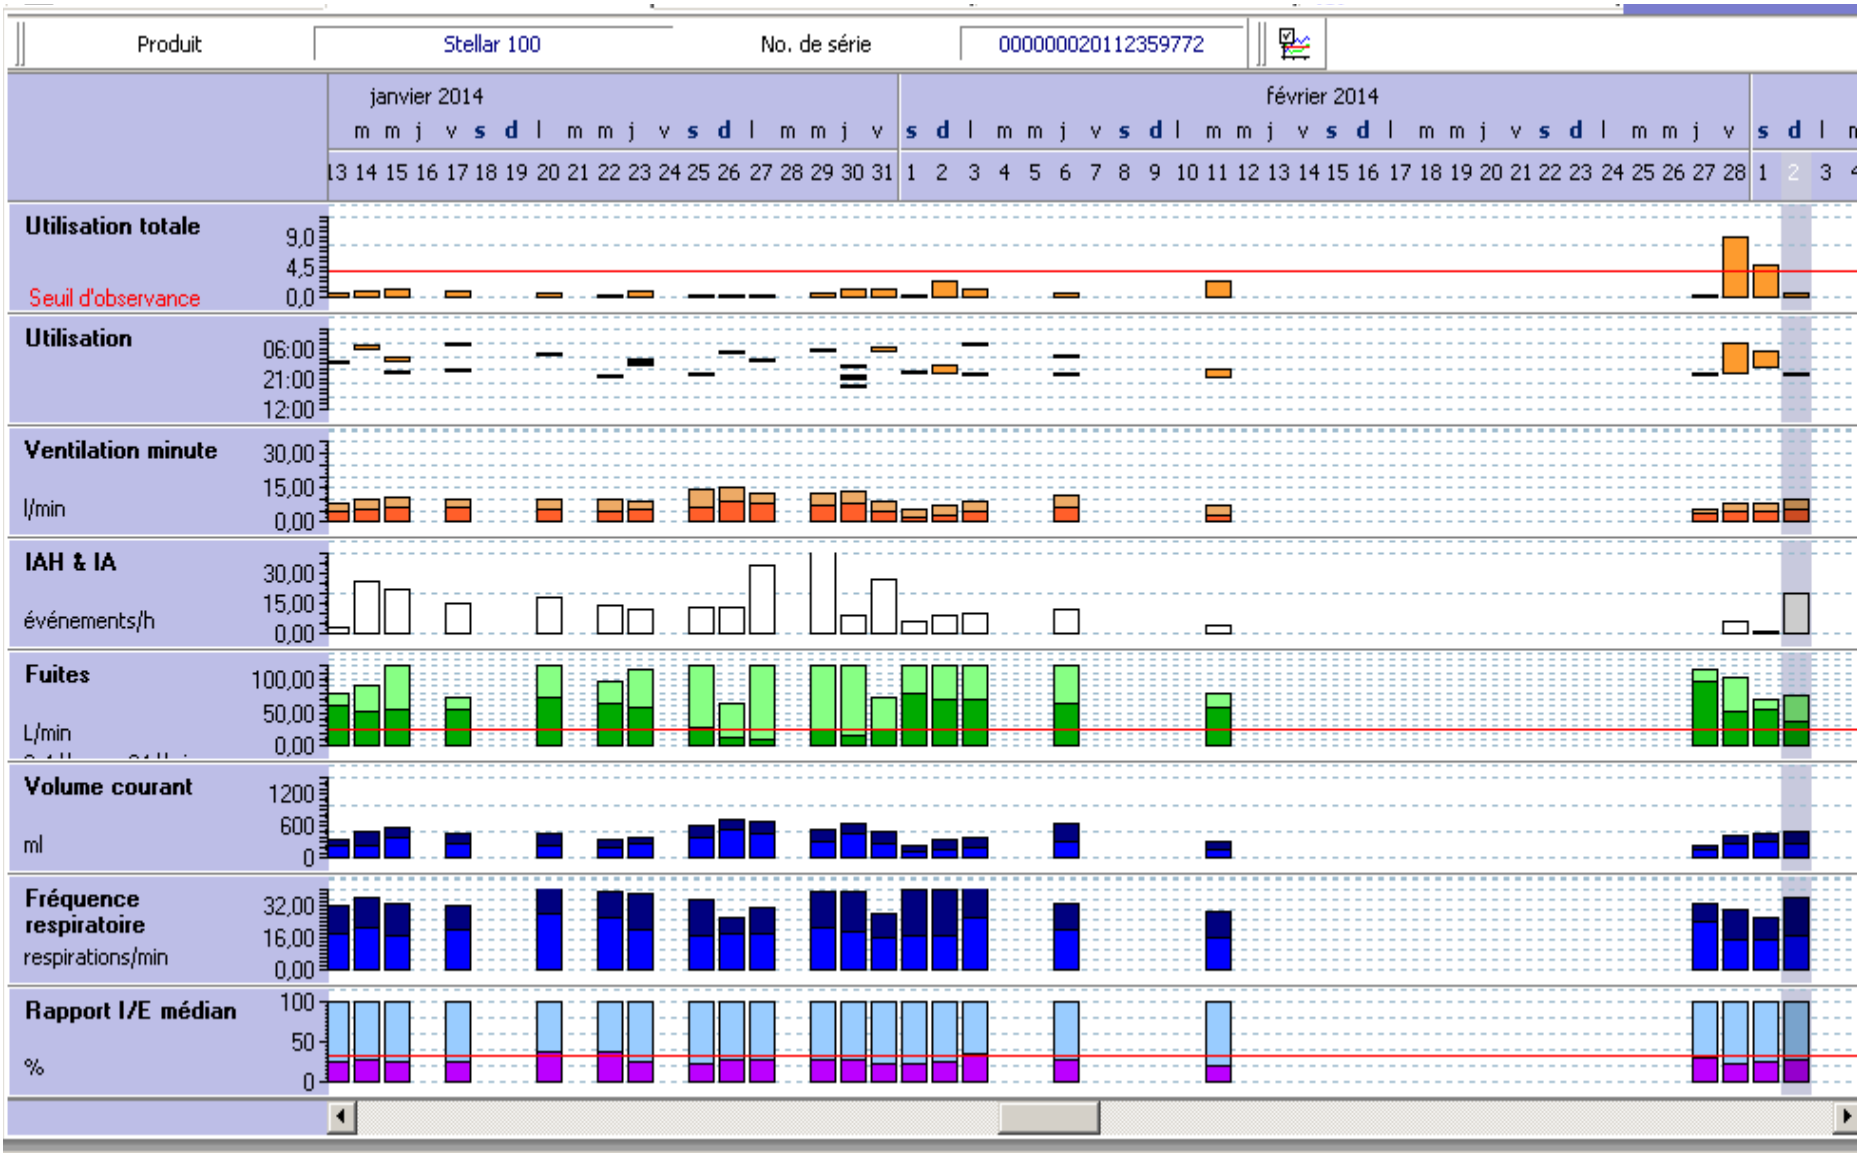 Produit Stellar 100 No. de série 000000020112359772
janvier 2014 février 2014
m m j v s d l m m j v s d l m m j v s d l m m j v s d l m m j v s d l m m j v s d l m m j v s d l
13 14 15 16 17 18 19 20 21 22 23 24 25 26 27 28 29 30 31 1 2 3 4 5 6 7 8 9 10 11 12 13 14 15 16 17 18 19 20 21 22 23 24 25 26 27 28 1 2 3 4
Utilisation totale
9,0
4,5
Seuil d'observance 0,0
Utilisation
06:00
21:00
12:00
Ventilation minute 30,00
15,00
l/min
0,00
IAH & IA
30,00
15,00
événements/h
0,00
Fuites
100,00
50,00
L/min
0,00
Volume courant 1200
600
ml
0
Fréquence 32,00
respiratoire
16,00
respirations/min
0,00
Rapport I/E médian 100
50
%
0